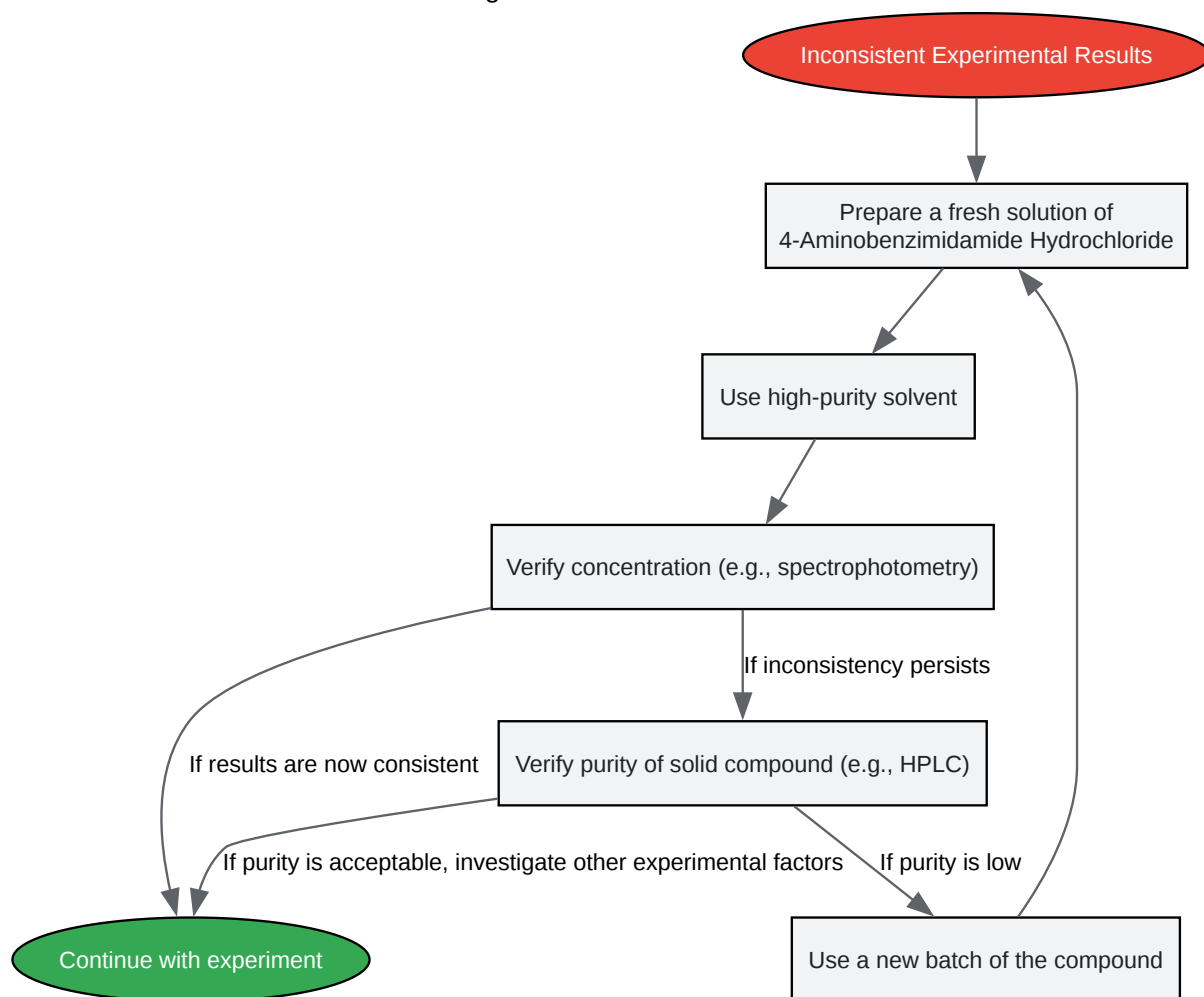 Inconsistent Experimental Results
Prepare a fresh solution of
4-Aminobenzimidamide Hydrochloride
Use high-purity solvent
Verify concentration (e.g., spectrophotometry)
If inconsistency persists
If results are now consistent
Verify purity of solid compound (e.g., HPLC)
If purity is acceptable, investigate other experimental factors
If purity is low
Continue with experiment
Use a new batch of the compound